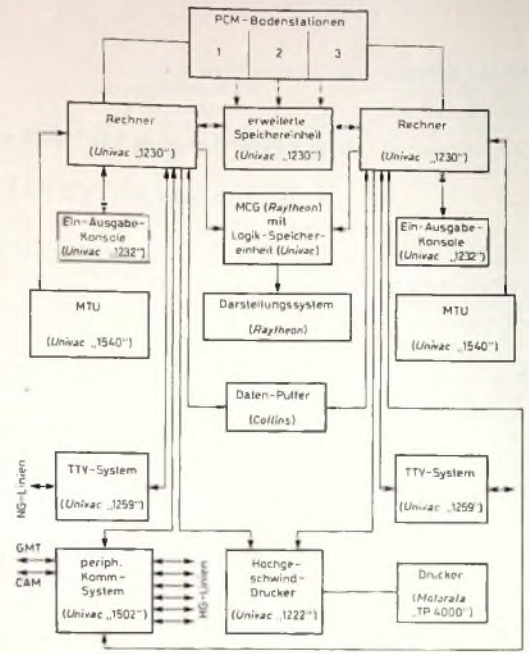 PCM-Bodenstationen
1 2 3
Rechner
(Univac „1230“)
erweiterte
Speichereinheit
(Univac „1230“)
Rechner
(Univac „1230“)
MCG (Raytheon)
mit
Logik-Speicher-
einheit (Univac)
Ein-Ausgabe-
Konsole
(Univac „1232“)
Ein-Ausgabe-
Konsole
(Univac „1232“)
MTU
(Univac „1540“)
Darstellungssystem
(Raytheon)
MTU
(Univac „1540“)
Daten-Puffer
(Collins)
NG-Linien
TTY-System
(Univac „1259“)
TTY-System
(Univac „1259“)
GMT
CAM
periph.
Komm-
System
(Univac „1502“)
HG-Linien
Hochge-
schwind-
Drucker
(Univac „1222“)
Drucker
(Motorola
„TP 4000“)